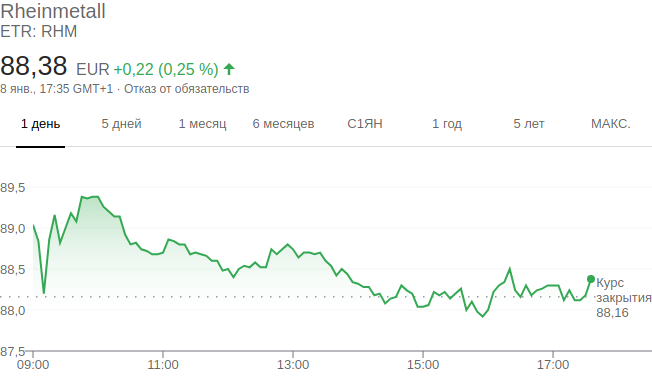 Rheinmetall
ETR: RHM
88,38 EUR +0,22 (0,25 %)
8 янв., 17:35 GMT+1 · Отказ от обязательств
1 день 5 дней 1 месяц 6 месяцев С1ЯН 1 год 5 лет МАКС.
89,5
89,0
88,5
Курс
закрытия
88,16
88,0
87,5
09:00 11:00 13:00 15:00 17:00